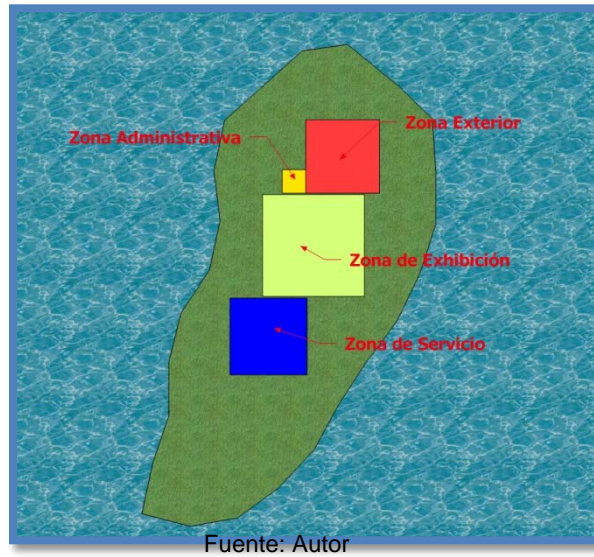 Zona Exterior
Zona Administrativa
Zona de Exhibición
Zona de Servicio
Fuente: Autor